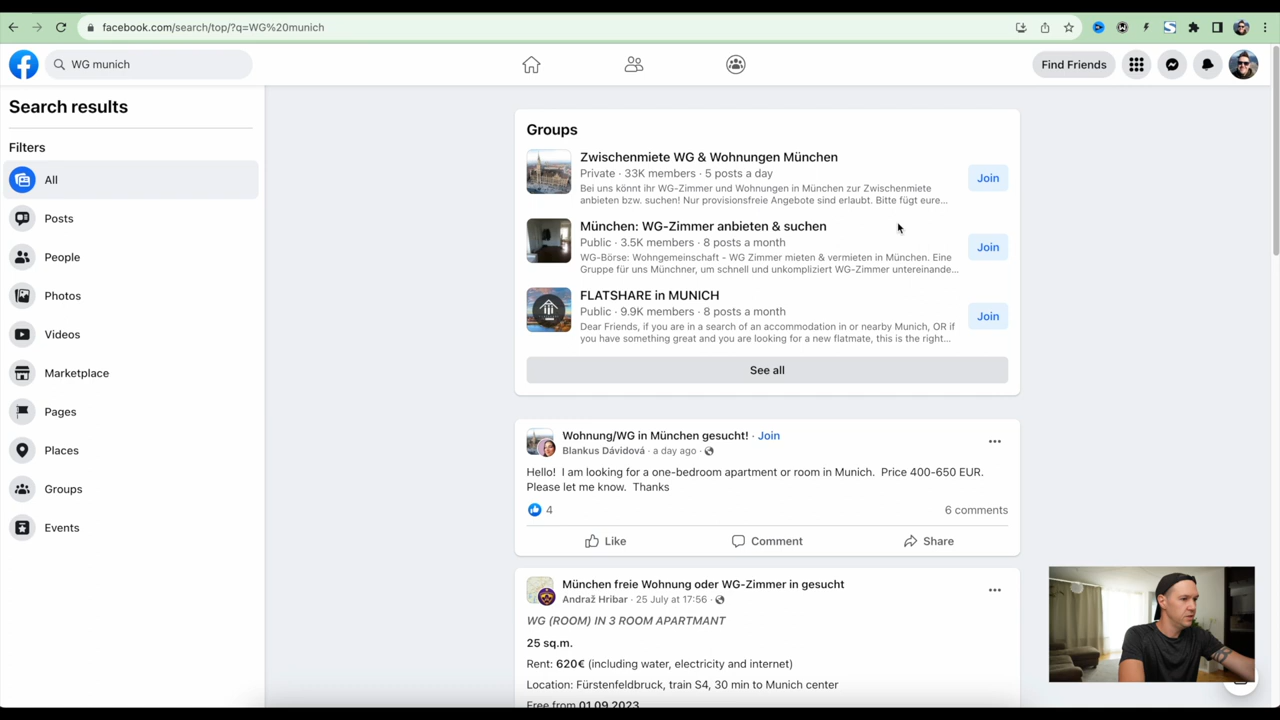 facebook.com/search/top/?q=WG%20munich
WG munich
Find Friends
Search results
Filters
All
Posts
People
Photos
Videos
Marketplace
Pages
Places
Groups
Events
Groups
Zwischenmiete WG & Wohnungen München
Private · 33K members · 5 posts a day
Bei uns könnt ihr WG-Zimmer und Wohnungen in München zur Zwischenmiete
anbieten bzw. suchen! Nur provisionsfreie Angebote sind erlaubt. Bitte fügt eure...
Join
München: WG-Zimmer anbieten & suchen
Public · 3.5K members · 8 posts a month
WG-Börse: Wohngemeinschaft - WG Zimmer mieten & vermieten in München. Eine
Gruppe für uns Münchner, um schnell und unkompliziert WG-Zimmer untereinande...
Join
FLATSHARE in MUNICH
Public · 9.9K members · 8 posts a month
Dear Friends, if you are in a search of an accommodation in or nearby Munich, OR if
you have something great and you are looking for a new flatmate, this is the right...
Join
See all
Wohnung/WG in München gesucht! · Join
Blankus Dávidová · a day ago ·
Hello! I am looking for a one-bedroom apartment or room in Munich. Price 400-650 EUR.
Please let me know. Thanks
4
6 comments
Like
Comment
Share
München freie Wohnung oder WG-Zimmer in gesucht
Andraž Hribar · 25 July at 17:56 ·
WG (ROOM) IN 3 ROOM APARTMANT
25 sq.m.
Rent: 620€ (including water, electricity and internet)
Location: Fürstenfeldbruck, train S4, 30 min to Munich center
Free from 01.09.2023